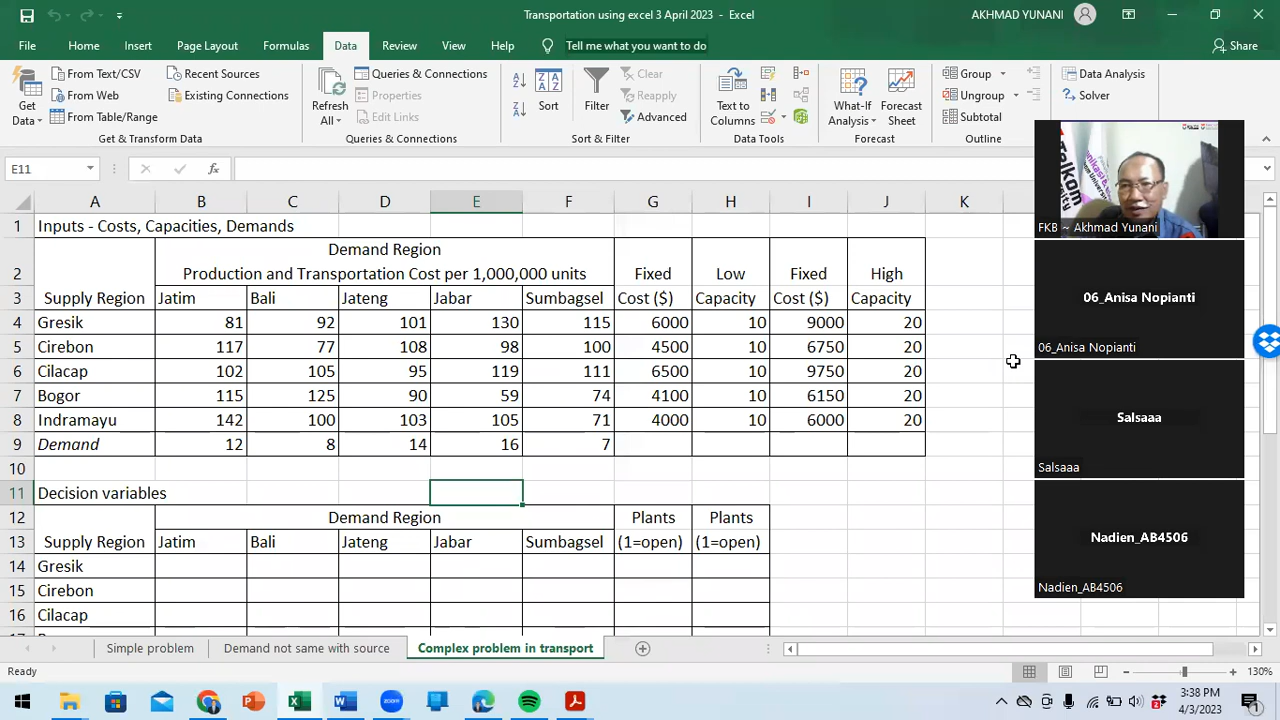 Transportation using excel 3 April 2023 - Excel
AKHMAD YUNANI
File Home Insert Page Layout Formulas Data Review View Help Tell me what you want to do Share
Get Data
From Text/CSV
From Web
From Table/Range
Recent Sources
Existing Connections
Get & Transform Data
Refresh All
Queries & Connections
Properties
Edit Links
Queries & Connections
Sort
Filter
Clear
Reapply
Advanced
Sort & Filter
Text to Columns
Data Tools
What-If Analysis
Forecast Sheet
Forecast
Group
Ungroup
Subtotal
Outline
Data Analysis
Solver
E11 fx
A B C D E F G H I J K
1 Inputs - Costs, Capacities, Demands
Demand Region
2 Production and Transportation Cost per 1,000,000 units Fixed Low Fixed High
3 Supply Region Jatim Bali Jateng Jabar Sumbagsel Cost ($) Capacity Cost ($) Capacity
4 Gresik 81 92 101 130 115 6000 10 9000 20
5 Cirebon 117 77 108 98 100 4500 10 6750 20
6 Cilacap 102 105 95 119 111 6500 10 9750 20
7 Bogor 115 125 90 59 74 4100 10 6150 20
8 Indramayu 142 100 103 105 71 4000 10 6000 20
9 Demand 12 8 14 16 7
10
11 Decision variables
12 Demand Region Plants Plants
13 Supply Region Jatim Bali Jateng Jabar Sumbagsel (1=open) (1=open)
14 Gresik
15 Cirebon
16 Cilacap
FKB ~ Akhmad Yunani
06_Anisa Nopianti
06_Anisa Nopianti
Salsaaa
Salsaaa
Nadien_AB4506
Nadien_AB4506
Simple problem Demand not same with source Complex problem in transport
Ready 130%
3:38 PM
4/3/2023